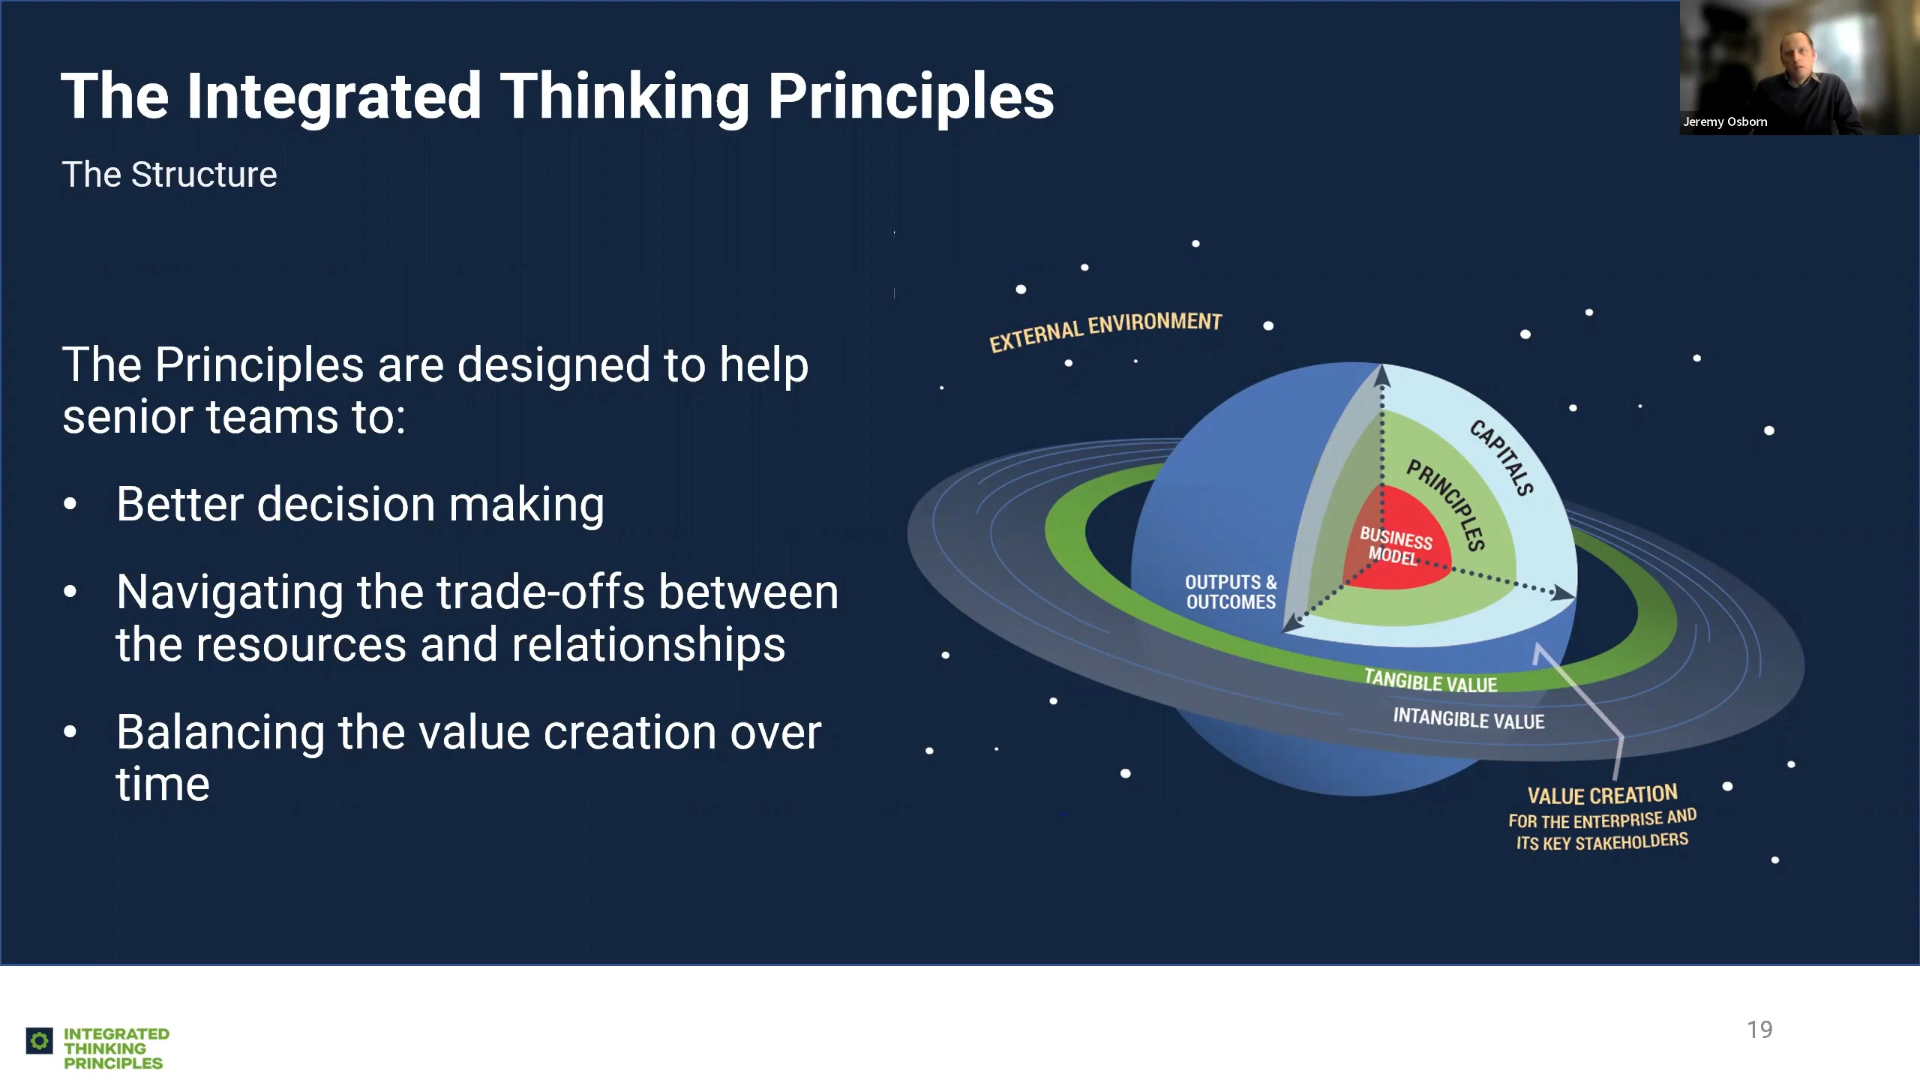 The Integrated Thinking Principles
Jeremy Osborn
The Structure
The Principles are designed to help
senior teams to:
• Better decision making
• Navigating the trade-offs between
the resources and relationships
• Balancing the value creation over
time
EXTERNAL ENVIRONMENT
CAPITALS
PRINCIPLES
BUSINESS
MODEL
OUTPUTS &
OUTCOMES
TANGIBLE VALUE
INTANGIBLE VALUE
VALUE CREATION
FOR THE ENTERPRISE AND
ITS KEY STAKEHOLDERS
INTEGRATED
THINKING
PRINCIPLES
19